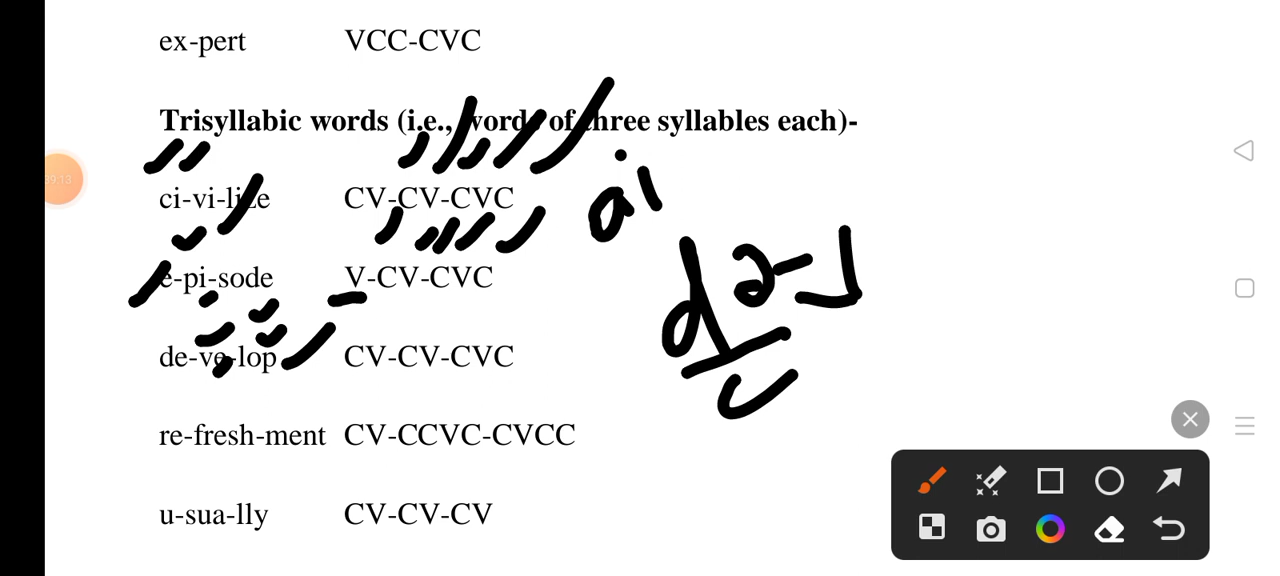 ex-pert VCC-CVC
Trisyllabic words (i.e., words of three syllables each)-
ci-vi-lize CV-CV-CVC
ai
e-pi-sode V-CV-CVC
de-ve-lop CV-CV-CVC
re-fresh-ment CV-CCVC-CVCC
u-sua-lly CV-CV-CV